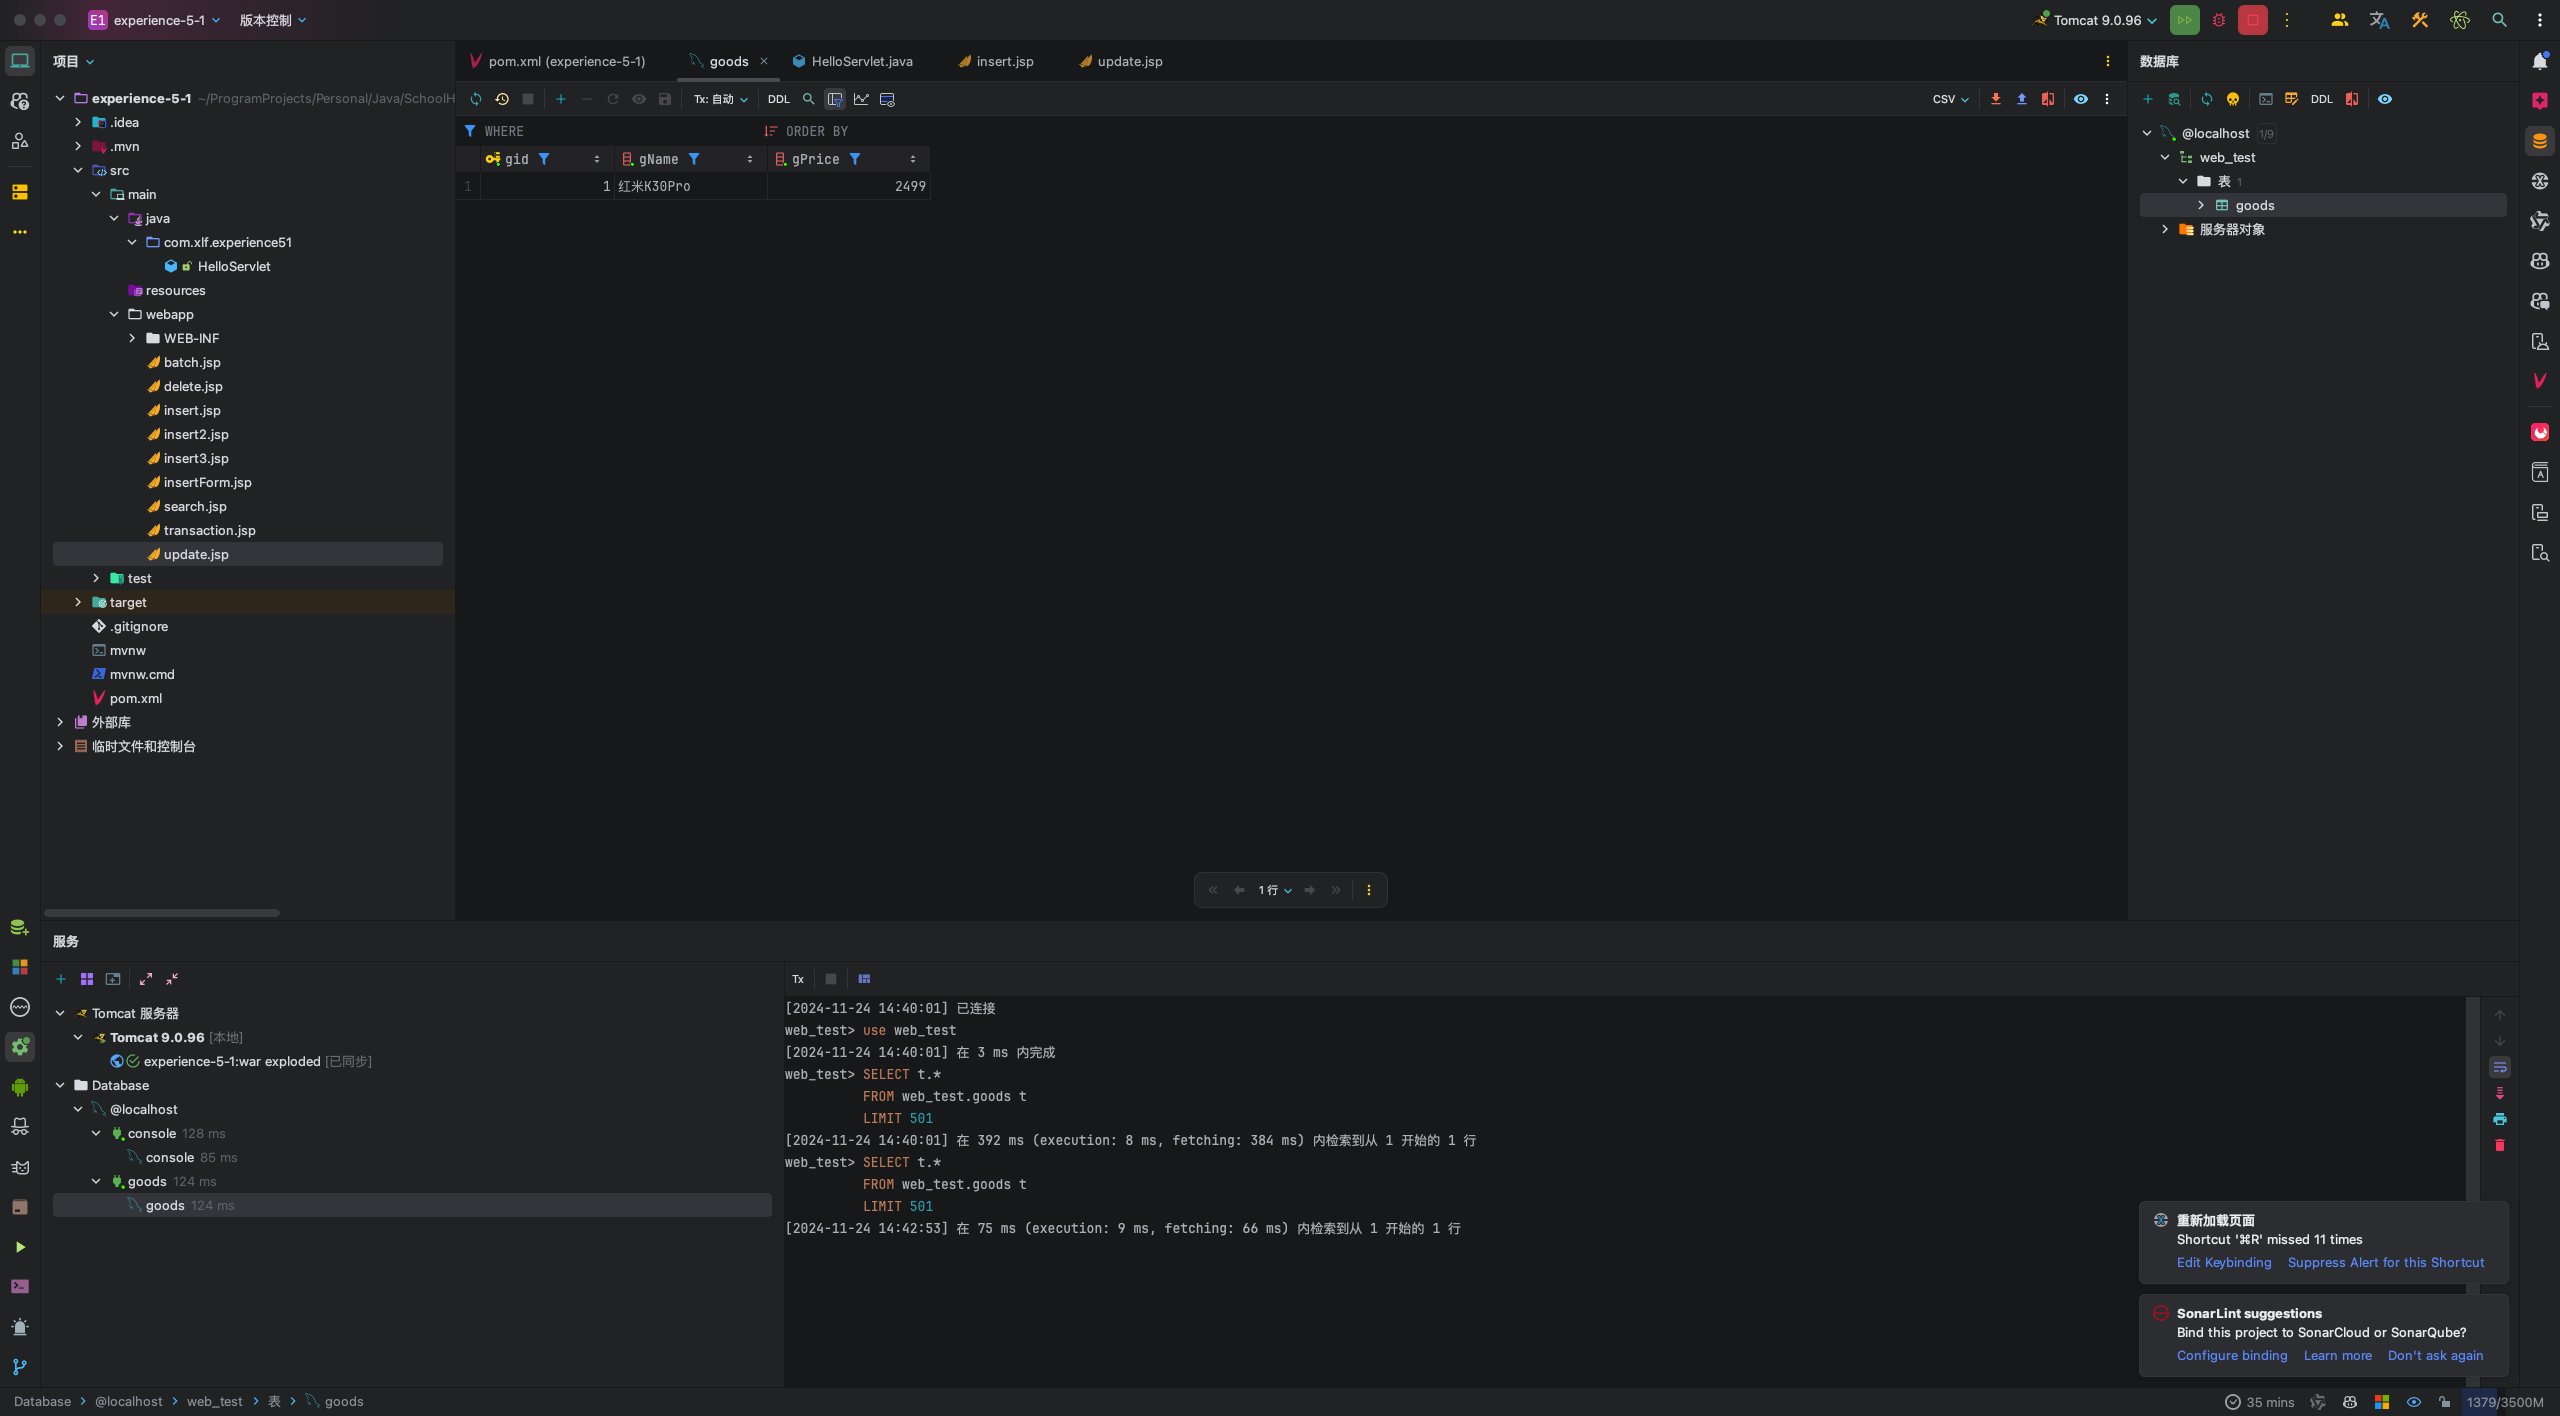 E1 experience-5-1 版本控制
Tomcat 9.0.96
项目
experience-5-1 ~/ProgramProjects/Personal/Java/SchoolH
.idea
.mvn
src
main
java
com.xlf.experience51
HelloServlet
resources
webapp
WEB-INF
batch.jsp
delete.jsp
insert.jsp
insert2.jsp
insert3.jsp
insertForm.jsp
search.jsp
transaction.jsp
update.jsp
test
target
.gitignore
mvnw
mvnw.cmd
pom.xml
外部库
临时文件和控制台
pom.xml (experience-5-1) goods HelloServlet.java insert.jsp update.jsp
Tx: 自动 DDL CSV
WHERE ORDER BY
gid gName gPrice
1 1 红米K30Pro 2499
1 行
数据库
DDL
@localhost 1/9
web_test
表 1
goods
服务器对象
服务
Tomcat 服务器
Tomcat 9.0.96 [本地]
experience-5-1:war exploded [已同步]
Database
@localhost
console 128 ms
console 85 ms
goods 124 ms
goods 124 ms
Tx
[2024-11-24 14:40:01] 已连接
web_test> use web_test
[2024-11-24 14:40:01] 在 3 ms 内完成
web_test> SELECT t.*
FROM web_test.goods t
LIMIT 501
[2024-11-24 14:40:01] 在 392 ms (execution: 8 ms, fetching: 384 ms) 内检索到从 1 开始的 1 行
web_test> SELECT t.*
FROM web_test.goods t
LIMIT 501
[2024-11-24 14:42:53] 在 75 ms (execution: 9 ms, fetching: 66 ms) 内检索到从 1 开始的 1 行
重新加载页面
Shortcut '⌘R' missed 11 times
Edit Keybinding Suppress Alert for this Shortcut
SonarLint suggestions
Bind this project to SonarCloud or SonarQube?
Configure binding Learn more Don't ask again
Database @localhost web_test 表 goods
35 mins 1379/3500M